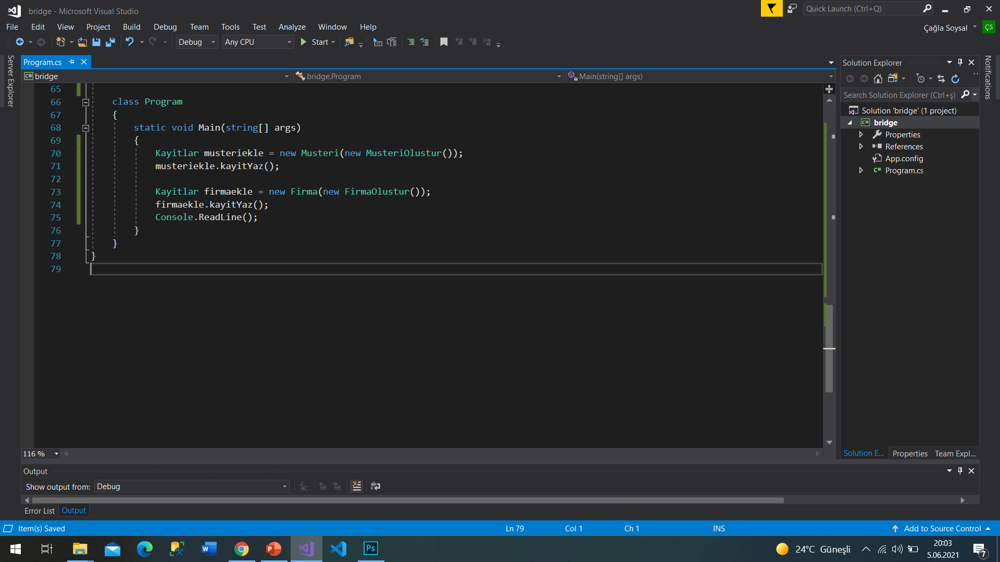 bridge - Microsoft Visual Studio
Quick Launch (Ctrl+Q)
File Edit View Project Build Debug Team Tools Test Analyze Window Help
Çağla Soysal
ÇS
Debug Any CPU Start
Server Explorer
Program.cs
bridge
bridge.Program
Main(string[] args)
65
66 class Program
67 {
68 static void Main(string[] args)
69 {
70 Kayitlar musteriekle = new Musteri(new MusteriOlustur());
71 musteriekle.kayitYaz();
72
73 Kayitlar firmaekle = new Firma(new FirmaOlustur());
74 firmaekle.kayitYaz();
75 Console.ReadLine();
76 }
77 }
78 }
79
116 %
Solution Explorer
Search Solution Explorer (Ctrl+ş)
Solution 'bridge' (1 project)
C# bridge
Properties
References
App.config
C# Program.cs
Solution E... Properties Team Expl...
Notifications
Output
Show output from: Debug
Error List Output
Item(s) Saved
Ln 79 Col 1 Ch 1 INS
Add to Source Control
Ps
24°C Güneşli
20:03
5.06.2021
7